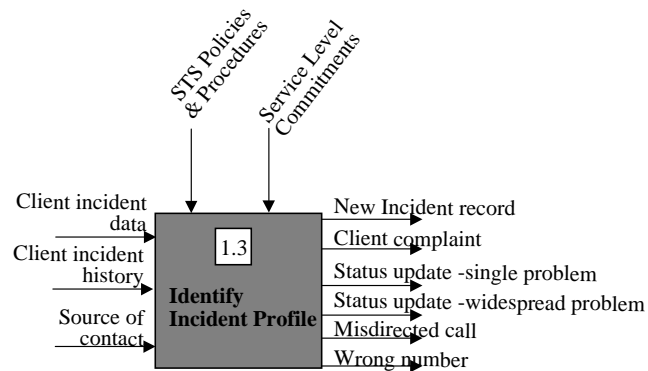 STS Policies
& Procedures
Service Level
Commitments
Client incident
data
Client incident
history
Source of
contact
1.3
Identify
Incident Profile
New Incident record
Client complaint
Status update -single problem
Status update -widespread problem
Misdirected call
Wrong number